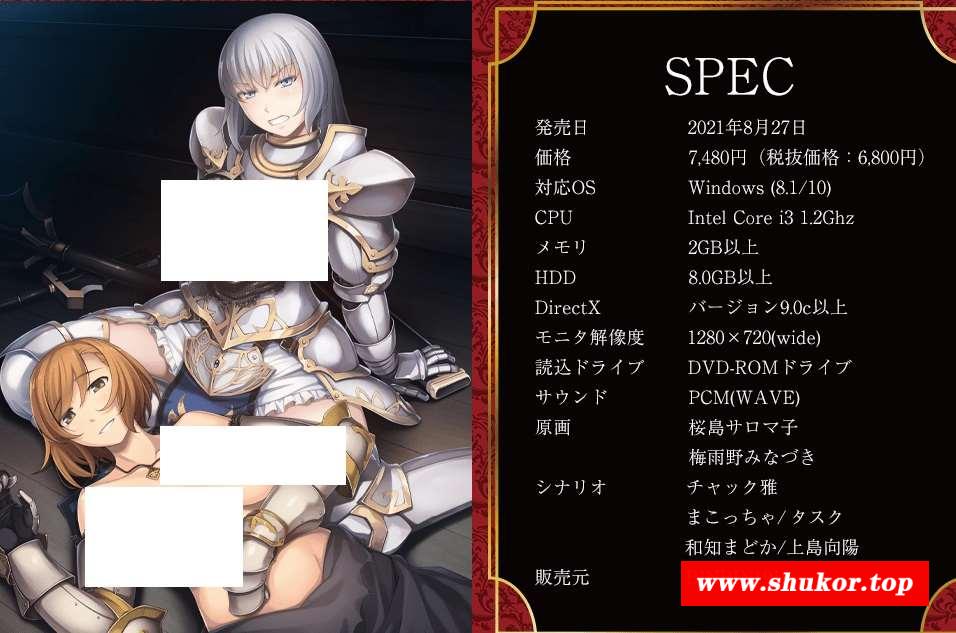 SPEC
発売日 2021年8月27日
価格 7,480円（税抜価格：6,800円）
対応OS Windows (8.1/10)
CPU Intel Core i3 1.2Ghz
メモリ 2GB以上
HDD 8.0GB以上
DirectX バージョン9.0c以上
モニタ解像度 1280×720(wide)
読込ドライブ DVD-ROMドライブ
サウンド PCM(WAVE)
原画 桜島サロマ子
梅雨野みなづき
シナリオ チャック雅
まこっちゃ/タスク
和知まどか/上島向陽
販売元 www.shukor.top